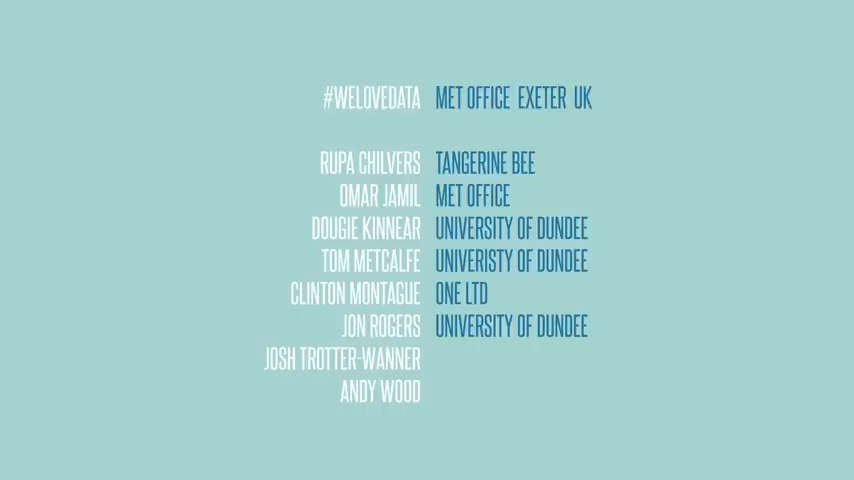 #WELOVEDATA MET OFFICE EXETER UK
RUPA CHILVERS TANGERINE BEE
OMAR JAMIL MET OFFICE
DOUGIE KINNEAR UNIVERSITY OF DUNDEE
TOM METCALFE UNIVERISTY OF DUNDEE
CLINTON MONTAGUE ONE LTD
JON ROGERS UNIVERSITY OF DUNDEE
JOSH TROTTER-WANNER
ANDY WOOD